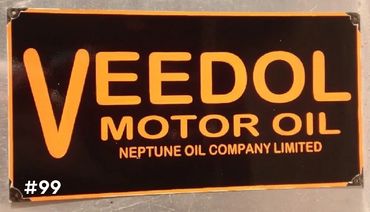 VEEDOL
MOTOR OIL
NEPTUNE OIL COMPANY LIMITED
#99